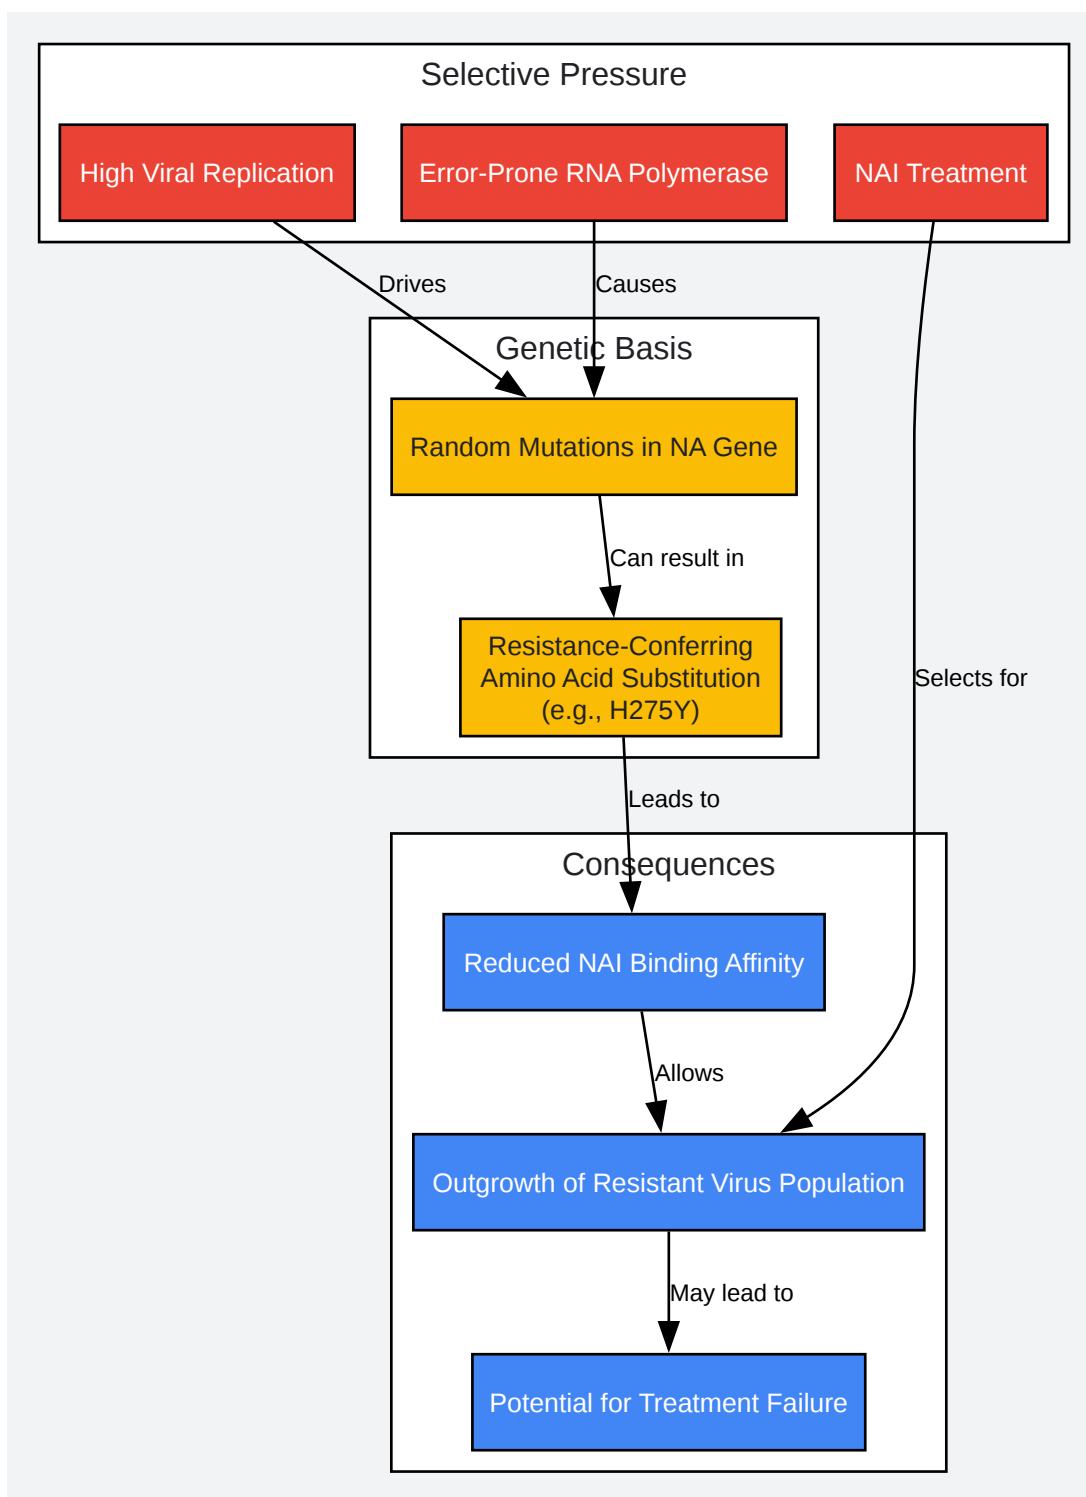 Selective Pressure
High Viral Replication
Error-Prone RNA Polymerase
NAI Treatment
Drives
Causes
Genetic Basis
Random Mutations in NA Gene
Can result in
Resistance-Conferring
Amino Acid Substitution
(e.g., H275Y)
Selects for
Leads to
Consequences
Reduced NAI Binding Affinity
Allows
Outgrowth of Resistant Virus Population
May lead to
Potential for Treatment Failure